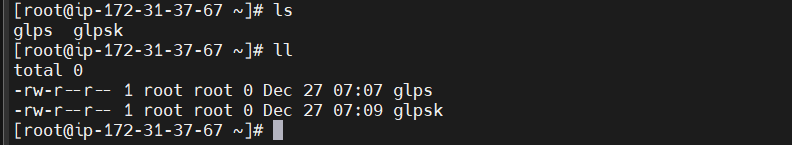 [root@ip-172-31-37-67 ~]# ls
glps  glpsk
[root@ip-172-31-37-67 ~]# ll
total 0
-rw-r--r-- 1 root root 0 Dec 27 07:07 glps
-rw-r--r-- 1 root root 0 Dec 27 07:09 glpsk
[root@ip-172-31-37-67 ~]#